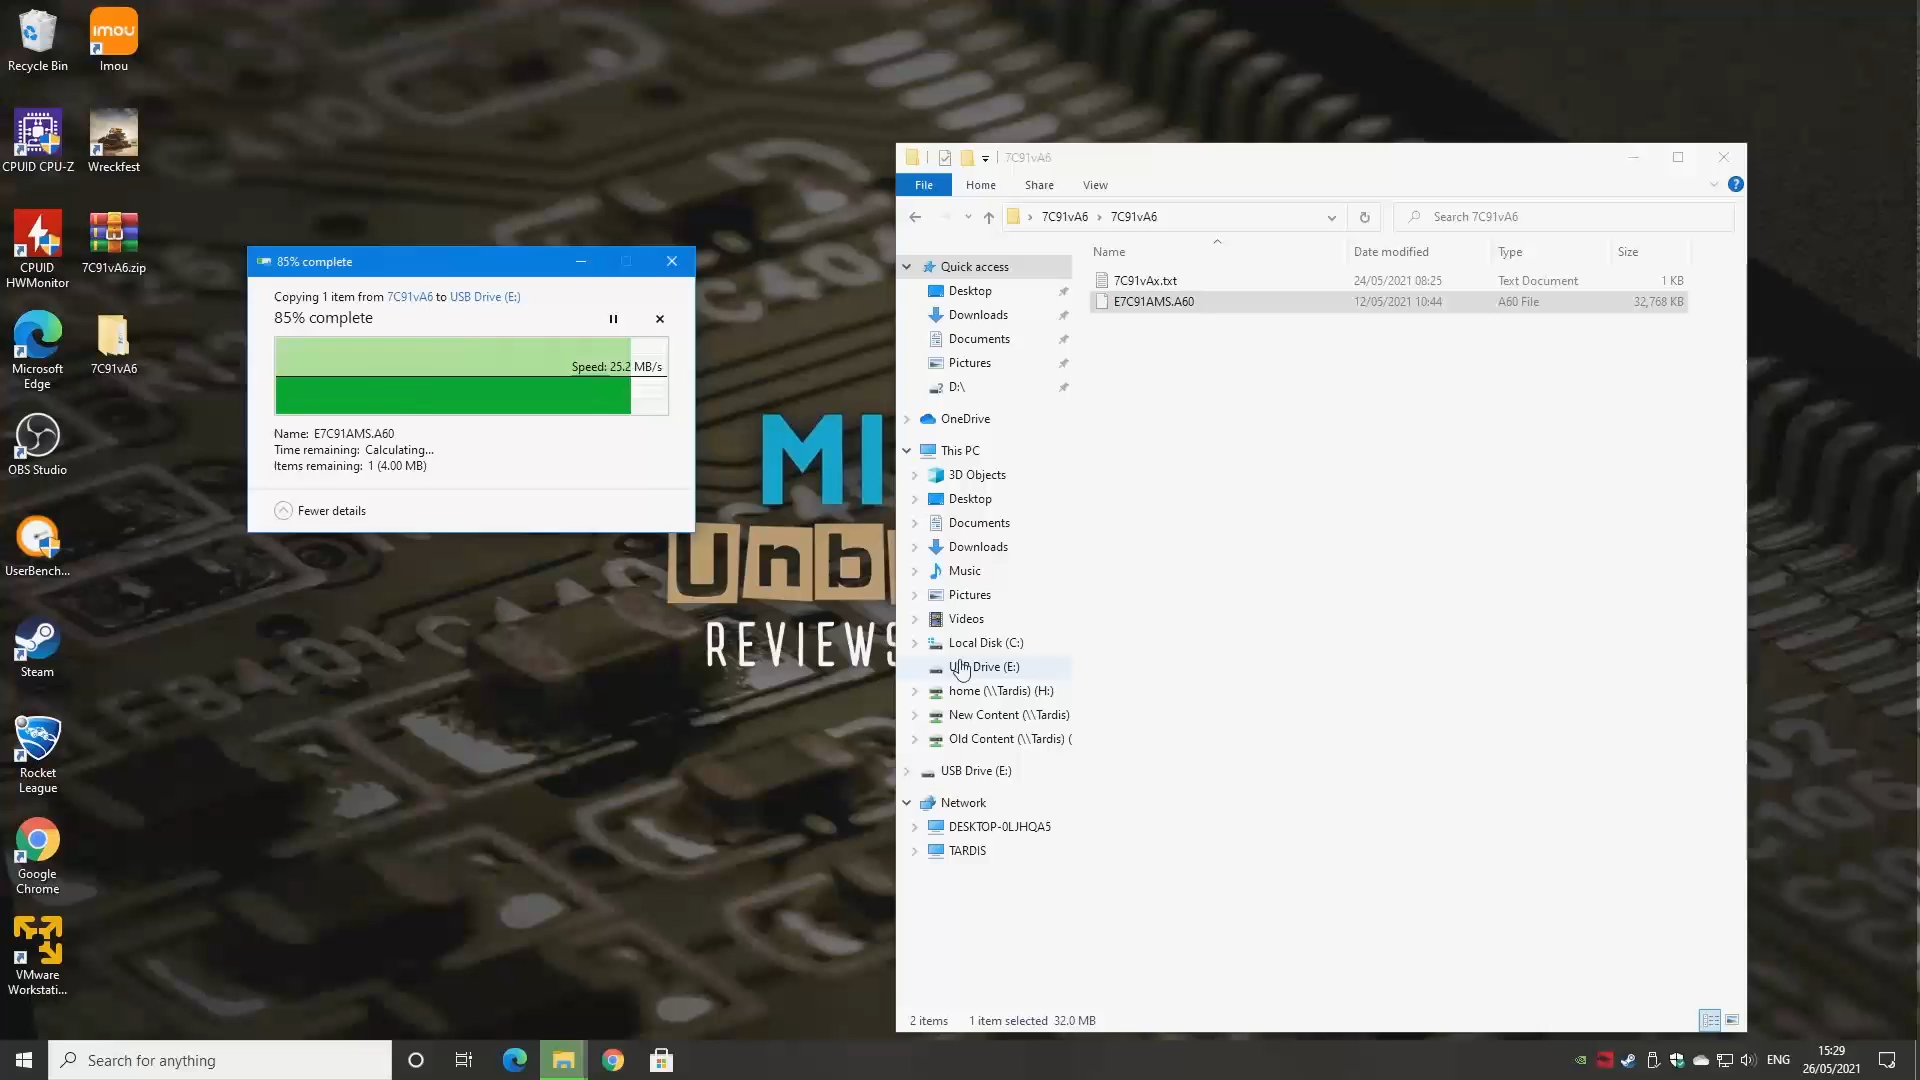 Recycle Bin
Imou
CPUID CPU-Z
Wreckfest
CPUID
HWMonitor
7C91vA6.zip
Microsoft
Edge
7C91vA6
OBS Studio
UserBench...
Steam
Rocket
League
Google
Chrome
VMware
Workstati...
imou
85% complete
Copying 1 item from 7C91vA6 to USB Drive (E:)
85% complete
Speed: 25.2 MB/s
Name: E7C91AMS.A60
Time remaining: Calculating...
Items remaining: 1 (4.00 MB)
Fewer details
MI
Unb
REVIEWS
7C91vA6
File Home Share View
7C91vA6 › 7C91vA6
Search 7C91vA6
Name Date modified Type Size
7C91vAx.txt 24/05/2021 08:25 Text Document 1 KB
E7C91AMS.A60 12/05/2021 10:44 A60 File 32,768 KB
Quick access
Desktop
Downloads
Documents
Pictures
D:\
OneDrive
This PC
3D Objects
Desktop
Documents
Downloads
Music
Pictures
Videos
Local Disk (C:)
USB Drive (E:)
home (\\Tardis) (H:)
New Content (\\Tardis)
Old Content (\\Tardis) (
USB Drive (E:)
Network
DESKTOP-0LJHQA5
TARDIS
2 items 1 item selected 32.0 MB
Search for anything
ENG
15:29
26/05/2021